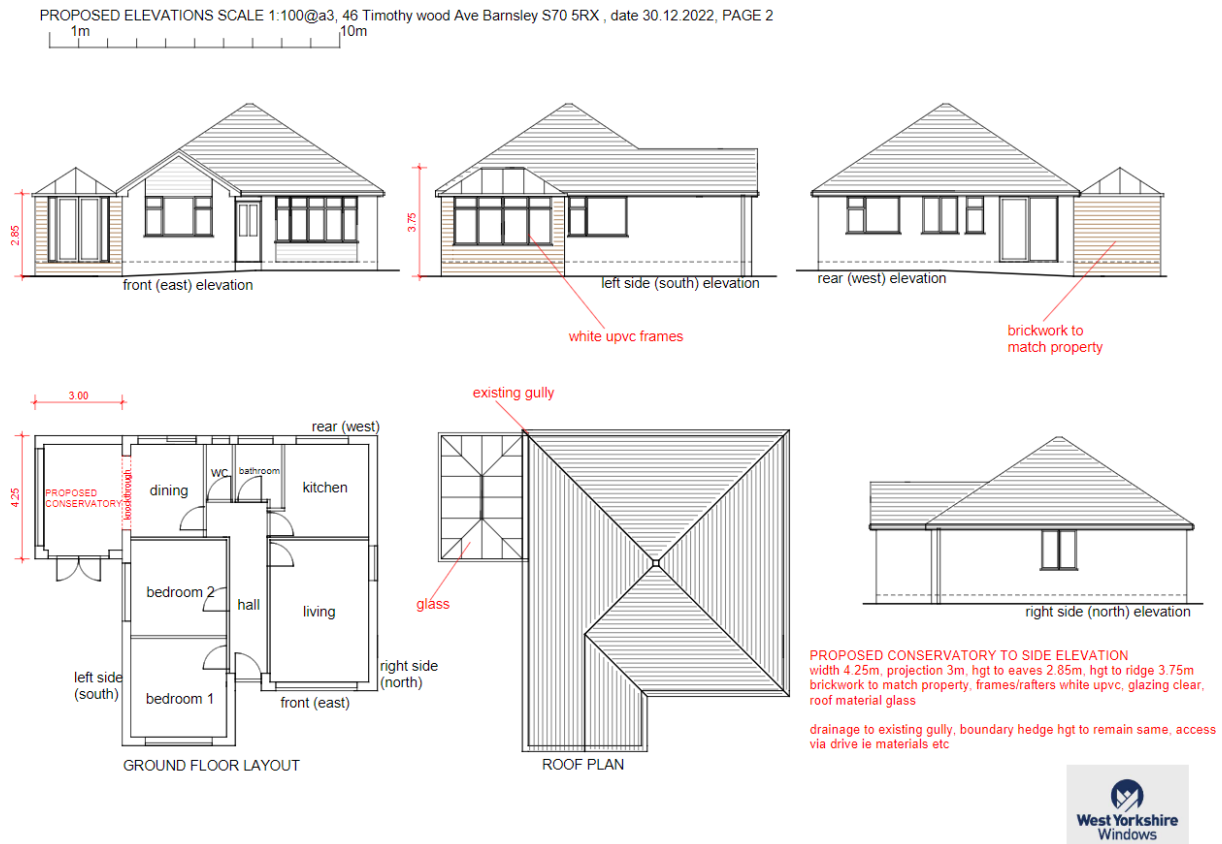 PROPOSED ELEVATIONS SCALE 1:100@a3, 46 Timothy wood Ave Barnsley S70 5RX , date 30.12.2022, PAGE 2
1m
10m
2.85
front (east) elevation
3.75
left side (south) elevation
white upvc frames
rear (west) elevation
brickwork to
match property
3.00
4.25
rear (west)
PROPOSED
CONSERVATORY
knockthrough
dining
WC
bathroom
kitchen
bedroom 2
hall
living
left side
(south)
bedroom 1
right side
(north)
front (east)
GROUND FLOOR LAYOUT
existing gully
glass
ROOF PLAN
right side (north) elevation
PROPOSED CONSERVATORY TO SIDE ELEVATION
width 4.25m, projection 3m, hgt to eaves 2.85m, hgt to ridge 3.75m
brickwork to match property, frames/rafters white upvc, glazing clear,
roof material glass
drainage to existing gully, boundary hedge hgt to remain same, access
via drive ie materials etc
West Yorkshire
Windows